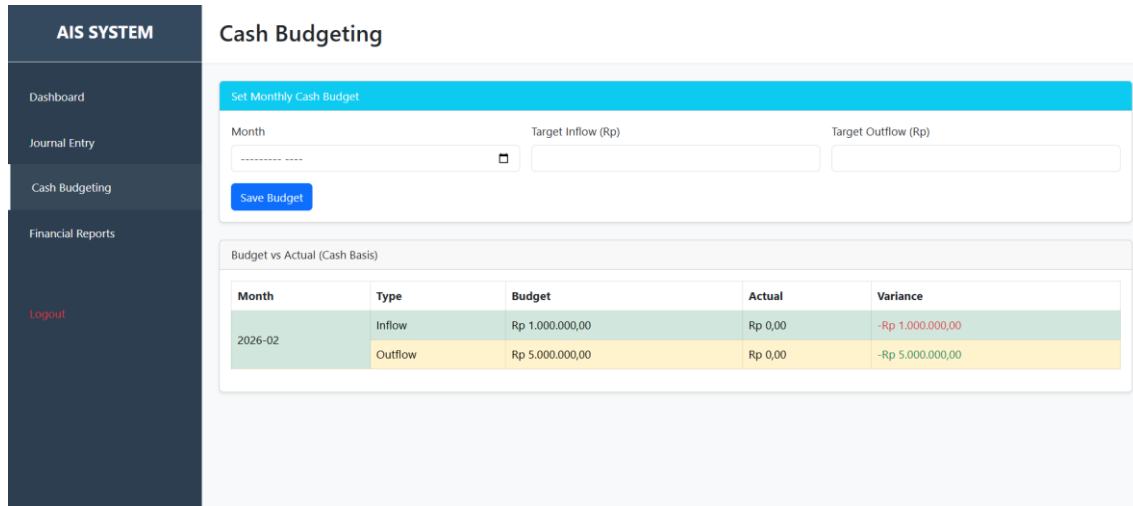 AIS SYSTEM
Cash Budgeting
Dashboard
Journal Entry
Cash Budgeting
Financial Reports
Logout
Set Monthly Cash Budget
Month Target Inflow (Rp) Target Outflow (Rp)
--------- ----
Save Budget
Budget vs Actual (Cash Basis)
Month Type Budget Actual Variance
2026-02
Inflow Rp 1.000.000,00 Rp 0,00 -Rp 1.000.000,00
Outflow Rp 5.000.000,00 Rp 0,00 -Rp 5.000.000,00